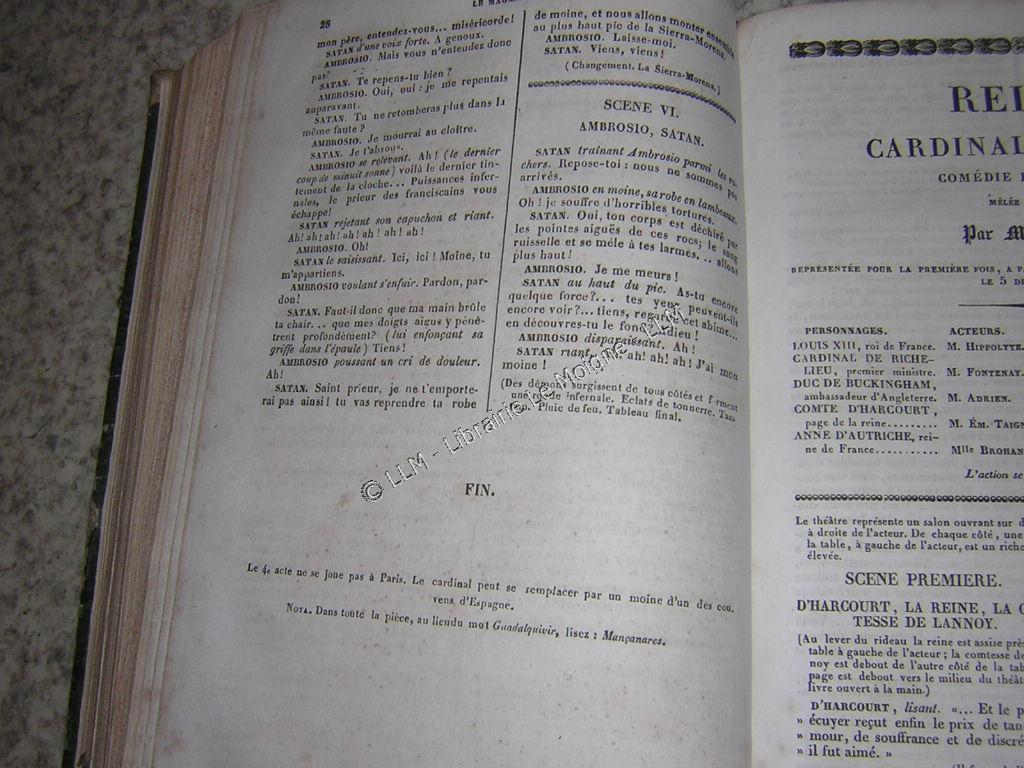 28
LE MAGA
mon père, entendez-vous... miséricorde!
SATAN d'une voix forte. A genoux.
AMBROSIO. Mais vous n'entendez donc
pas?
SATAN. Te repens-tu bien ?
AMBROSIO. Oui, oui: je me repentais
auparavant.
SATAN. Tu ne retomberas plus dans la
même faute ?
AMBROSIO. Je mourrai au cloître.
SATAN. Je t'absous.
AMBROSIO se relevant. Ah! (le dernier
coup de minuit sonne) voilà le dernier tin-
tement de la cloche... Puissances infer-
nales, le prieur des franciscains vous
échappe!
SATAN rejetant son capuchon et riant.
Ah! ah! ah! ah! ah! ah!
AMBROSIO. Oh!
SATAN le saisissant. Ici, ici! Moine, tu
m'appartiens.
AMBROSIO voulant s'enfuir. Pardon, par-
don!
SATAN. Faut-il donc que ma main brûle
ta chair... que mes doigts aigus y péné-
trent profondément? (lui enfonçant sa
griffe dans l'épaule) Tiens!
AMBROSIO poussant un cri de douleur.
Ah!
SATAN. Saint prieur, je ne t'emporte-
rai pas ainsi! tu vas reprendre ta robe
de moine, et nous allons monter ensemble
au plus haut pic de la Sierra-Morena.
AMBROSIO. Laisse-moi.
SATAN. Viens, viens!
(Changement. La Sierra-Morena.)
SCENE VI.
AMBROSIO, SATAN.
SATAN traînant Ambrosio parmi les ro-
chers. Repose-toi: nous ne sommes pas
arrivés.
AMBROSIO en moine, sa robe en lambeaux.
Oh! je souffre d'horribles tortures.
SATAN. Oui, ton corps est déchiré par
les pointes aiguës de ces rocs; le sang
ruisselle et se mêle à tes larmes... allons
plus haut!
AMBROSIO. Je me meurs!
SATAN au haut du pic. As-tu encore
quelque force?... tes yeux peuvent-ils
encore voir?... tiens, regarde cet abime...
en découvres-tu le fond? adieu!
AMBROSIO disparaissant. Ah!
SATAN riant. ah! ah! ah! J'ai mon
moine!
(Des démons surgissent de tous côtés et forment
une ronde infernale. Eclats de tonnerre. Tam-
Pluie de feu. Tableau final.
FIN.
Le 4e acte ne se joue pas à Paris. Le cardinal peut se remplacer par un moine d'un des cou-
vens d'Espagne.
NOTA. Dans toute la pièce, au lieu du mot Guadalquivir, lisez : Mançanares.
© LLM - Librairie Le Moigne - LLM
REI
CARDINAL
COMÉDIE
MÊLÉE
Par M
REPRÉSENTÉE POUR LA PREMIÈRE FOIS, A P
LE 5 DE
PERSONNAGES. ACTEURS.
LOUIS XIII, roi de France. M. HIPPOLYTE.
CARDINAL DE RICHE-
LIEU, premier ministre. M. FONTENAY.
DUC DE BUCKINGHAM,
ambassadeur d'Angleterre. M. ADRIEN.
COMTE D'HARCOURT,
page de la reine......... M. ÉM. TAIGN
ANNE D'AUTRICHE, rei-
ne de France........... Mlle BROHAN
L'action se
Le théâtre représente un salon ouvrant sur d
à droite de l'acteur. De chaque côté, une
la table, à gauche de l'acteur, est un riche
élevée.
SCENE PREMIERE.
D'HARCOURT, LA REINE, LA CO
TESSE DE LANNOY.
(Au lever du rideau la reine est assise prè
table à gauche de l'acteur; la comtesse de
noy est debout de l'autre côté de la tab
page est debout vers le milieu du théât
livre ouvert à la main.)
D'HARCOURT, lisant. «... Et le p
» écuyer reçut enfin le prix de tan
» mour, de souffrance et de discré
» il fut aimé. »